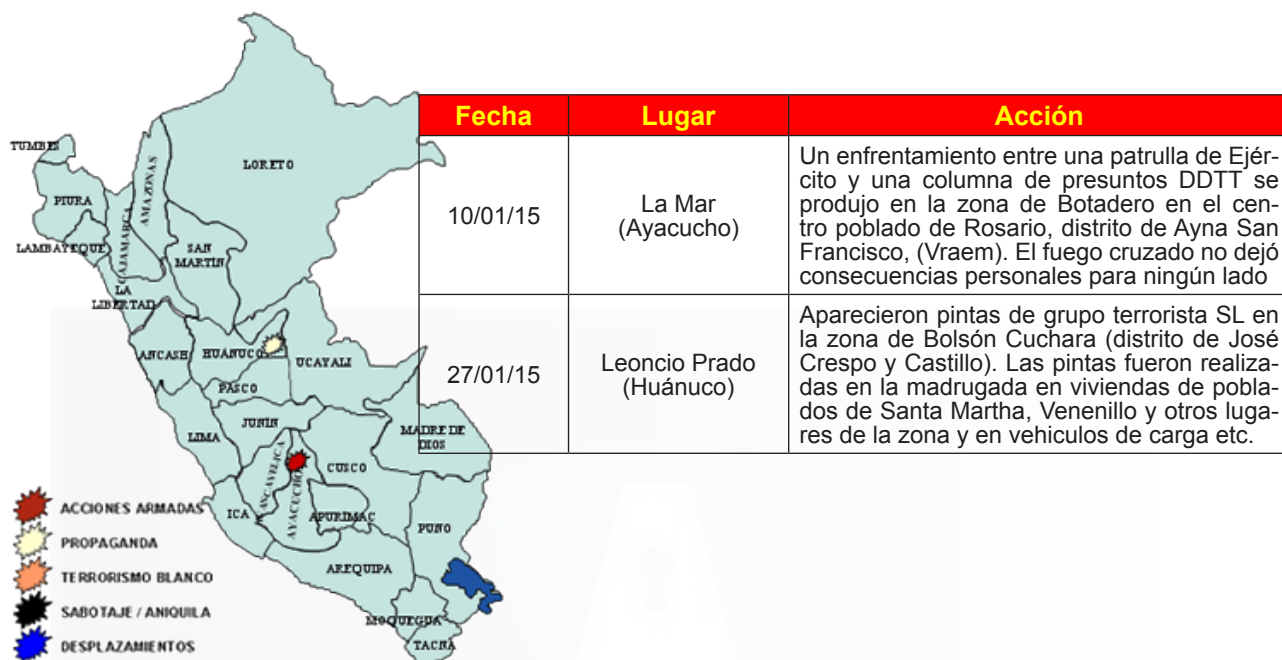 TUMBES
PIURA
LAMBAYEQUE
CAJAMARCA
AMAZONAS
LORETO
SAN
MARTIN
LA
LIBERTAD
ANCASH
HUANUCO
UCAYALI
PASCO
JUNIN
LIMA
MADRE DE
DIOS
CUSCO
AYACUCHO
ICA
APURIMAC
PUNO
AREQUIPA
MOQUEGUA
TACNA
ACCIONES ARMADAS
PROPAGANDA
TERRORISMO BLANCO
SABOTAJE / ANIQUILA
DESPLAZAMIENTOS
Fecha Lugar Acción
10/01/15
La Mar
(Ayacucho)
Un enfrentamiento entre una patrulla de Ejér-
cito y una columna de presuntos DDTT se
produjo en la zona de Botadero en el cen-
tro poblado de Rosario, distrito de Ayna San
Francisco, (Vraem). El fuego cruzado no dejó
consecuencias personales para ningún lado
27/01/15
Leoncio Prado
(Huánuco)
Aparecieron pintas de grupo terrorista SL en
la zona de Bolsón Cuchara (distrito de José
Crespo y Castillo). Las pintas fueron realiza-
das en la madrugada en viviendas de pobla-
dos de Santa Martha, Venenillo y otros luga-
res de la zona y en vehiculos de carga etc.